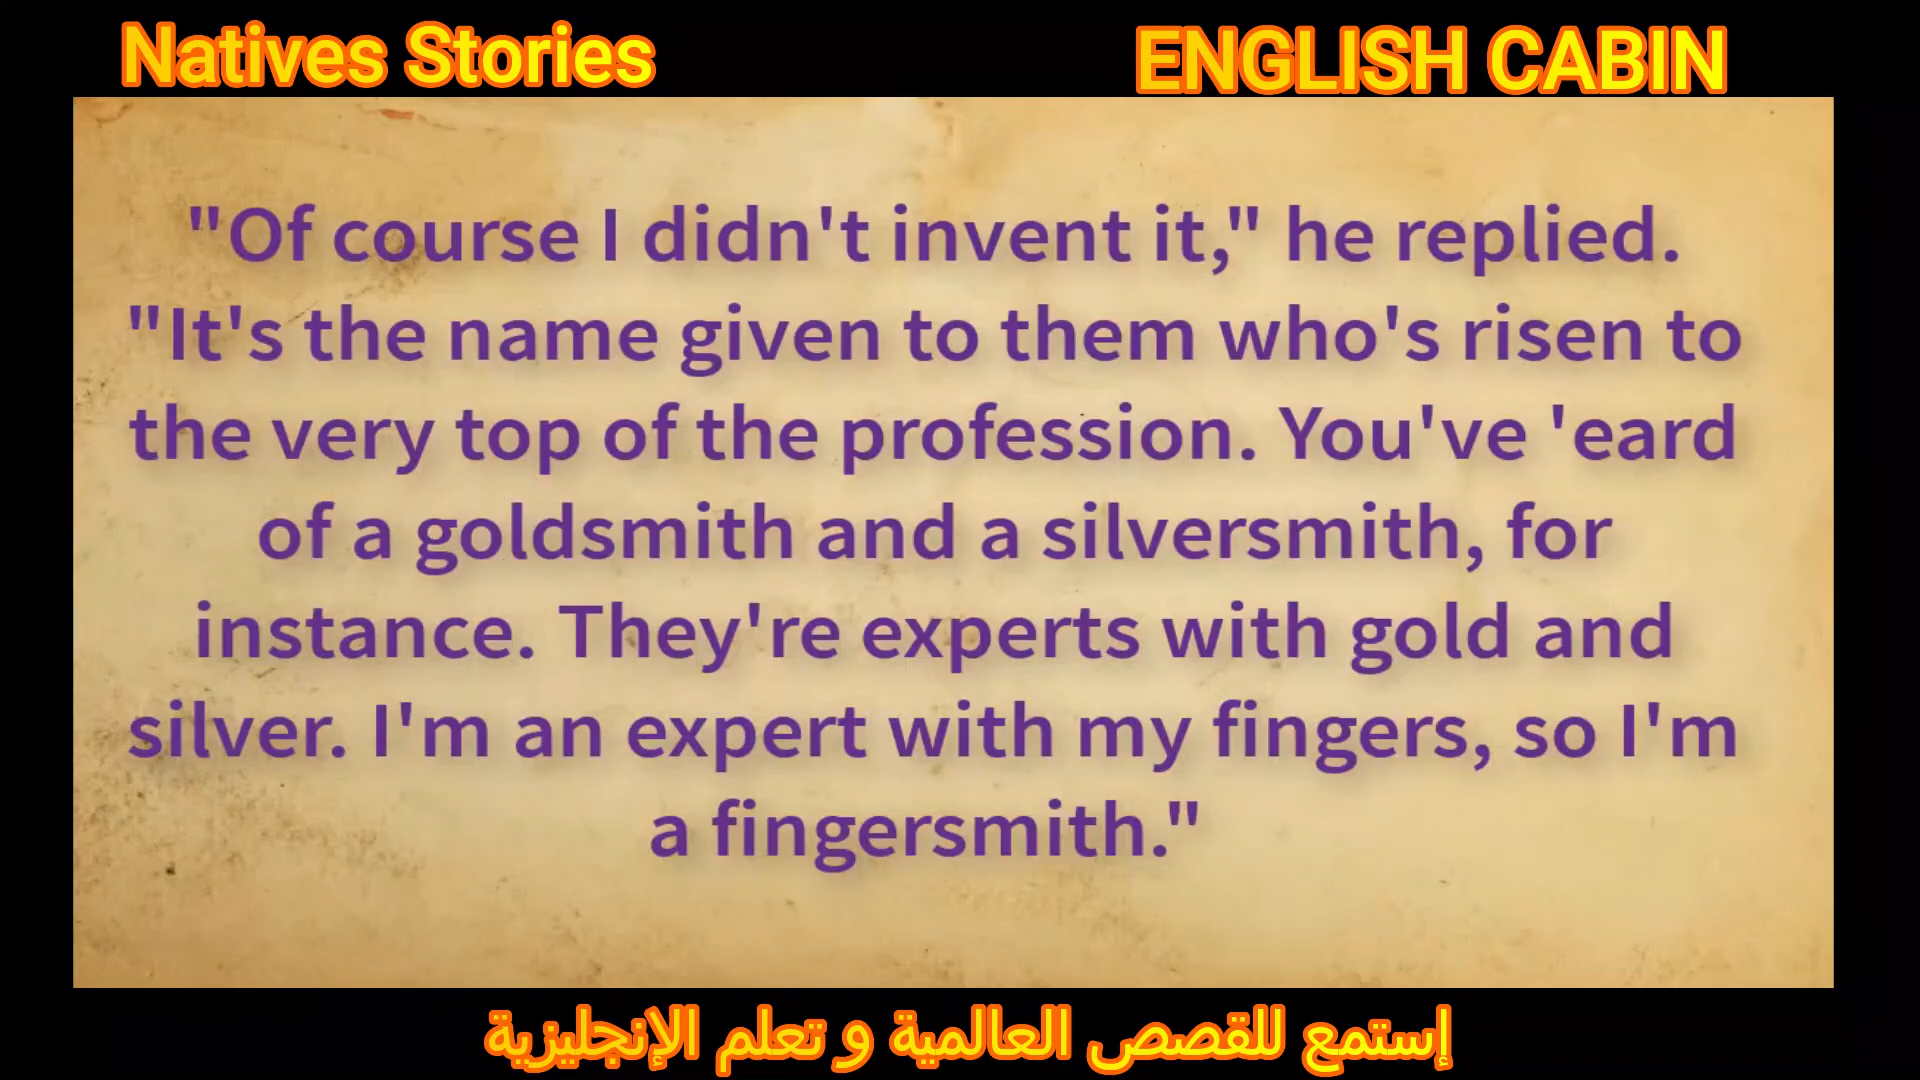 Natives Stories
ENGLISH CABIN
"Of course I didn't invent it," he replied.
"It's the name given to them who's risen to
the very top of the profession. You've 'eard
of a goldsmith and a silversmith, for
instance. They're experts with gold and
silver. I'm an expert with my fingers, so I'm
a fingersmith."
إستمع للقصص العالمية و تعلم الإنجليزية